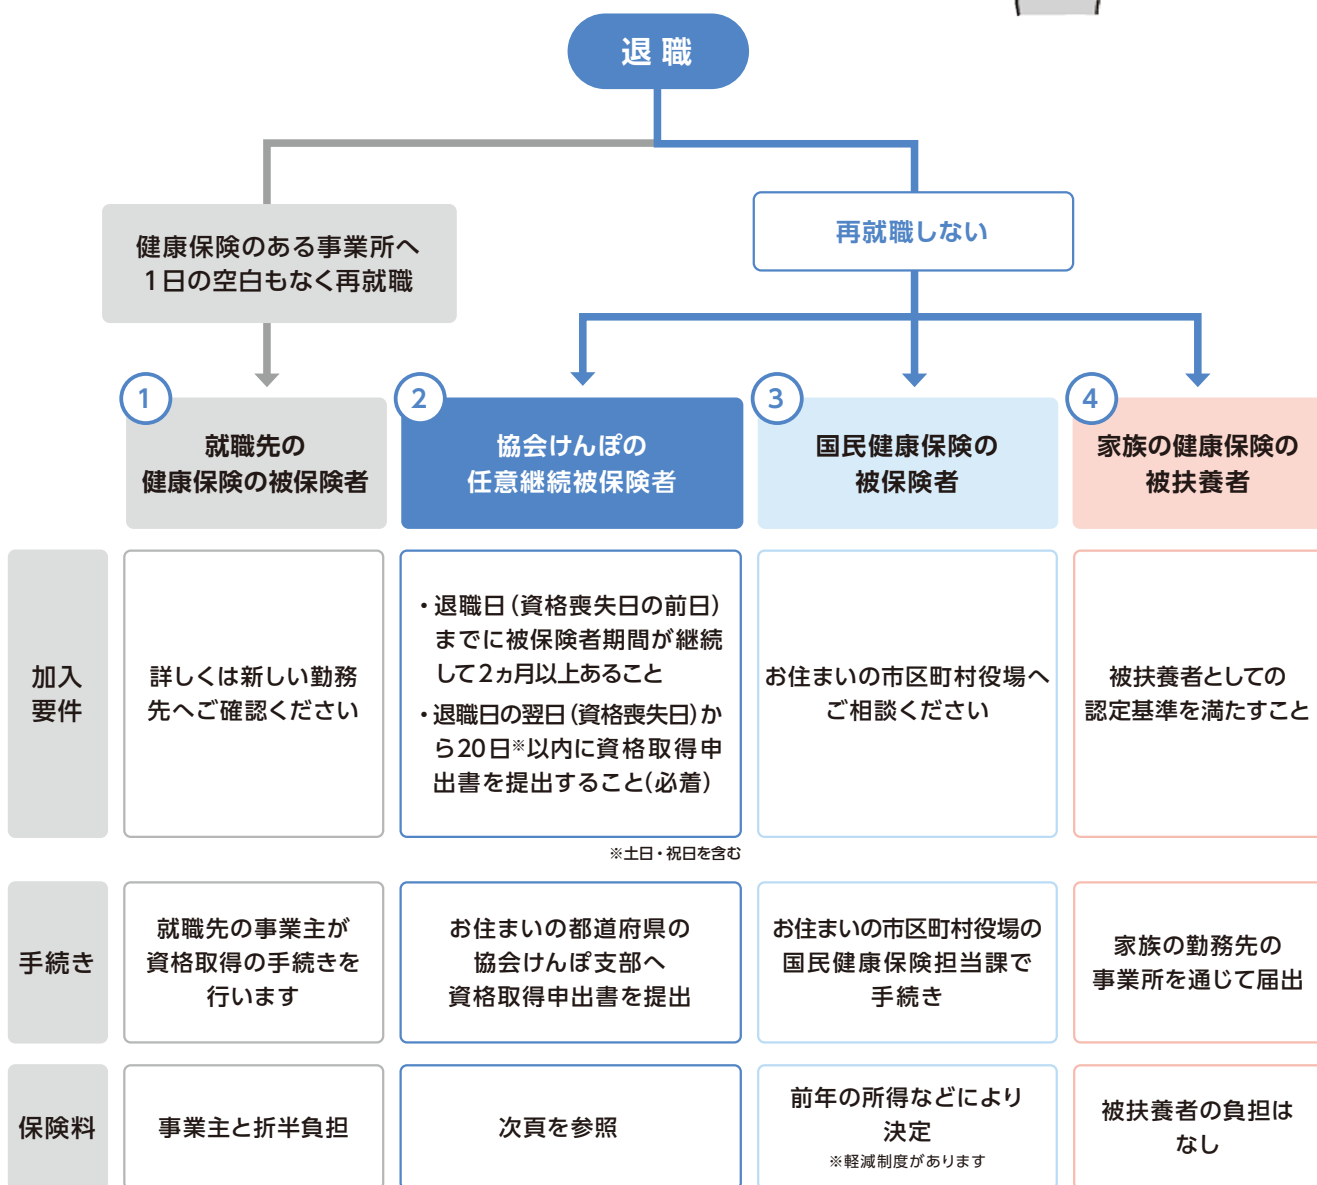 退職
健康保険のある事業所へ
1日の空白もなく再就職
再就職しない
1
就職先の
健康保険の被保険者
2
協会けんぽの
任意継続被保険者
3
国民健康保険の
被保険者
4
家族の健康保険の
被扶養者
加入
要件
詳しくは新しい勤務
先へご確認ください
・退職日(資格喪失日の前日)
までに被保険者期間が継続
して2ヵ月以上あること
・退職日の翌日(資格喪失日)か
ら20日※以内に資格取得申
出書を提出すること(必着)
※土日・祝日を含む
お住まいの市区町村役場へ
ご相談ください
被扶養者としての
認定基準を満たすこと
手続き
就職先の事業主が
資格取得の手続きを
行います
お住まいの都道府県の
協会けんぽ支部へ
資格取得申出書を提出
お住まいの市区町村役場の
国民健康保険担当課で
手続き
家族の勤務先の
事業所を通じて届出
保険料
事業主と折半負担
次頁を参照
前年の所得などにより
決定
※軽減制度があります
被扶養者の負担は
なし